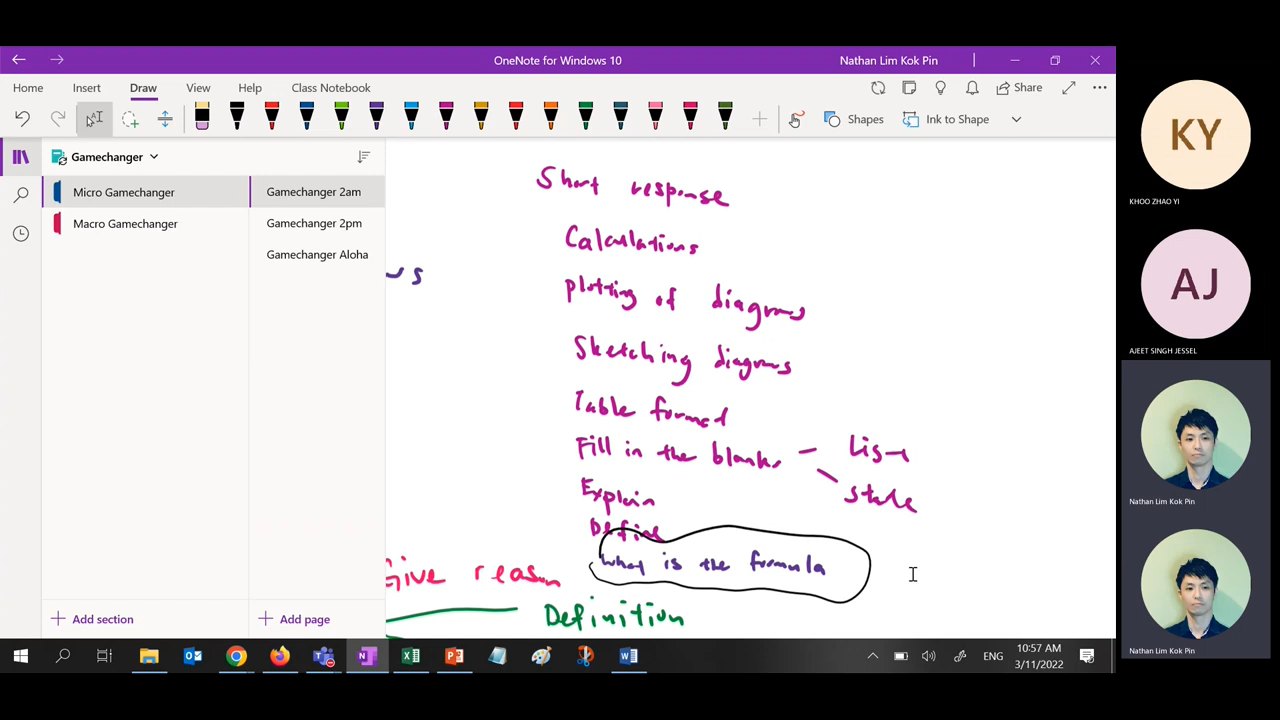 OneNote for Windows 10
Nathan Lim Kok Pin
Home Insert Draw View Help Class Notebook
Share
Shapes Ink to Shape
Gamechanger
Micro Gamechanger
Macro Gamechanger
Gamechanger 2am
Gamechanger 2pm
Gamechanger Aloha
Short response
Calculations
us
plotting of diagrams
Sketching diagrams
Table format
Fill in the blanks - List
state
Explain
Define
What is the formula
Give reason
Definition
Add section
Add page
KY
KHOO ZHAO YI
AJ
AJEET SINGH JESSEL
Nathan Lim Kok Pin
Nathan Lim Kok Pin
ENG
10:57 AM
3/11/2022